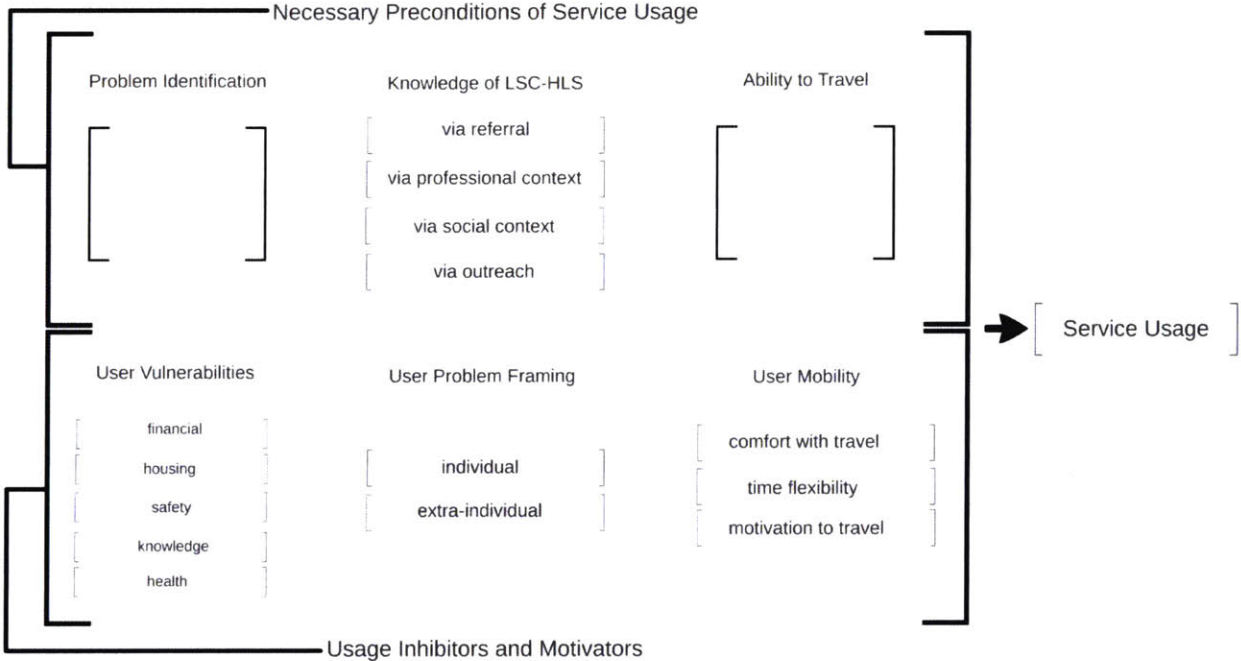 Necessary Preconditions of Service Usage
Problem Identification
Knowledge of LSC-HLS
Ability to Travel
via referral
via professional context
via social context
via outreach
Service Usage
User Vulnerabilities
User Problem Framing
User Mobility
financial
housing
safety
knowledge
health
individual
extra-individual
comfort with travel
time flexibility
motivation to travel
Usage Inhibitors and Motivators